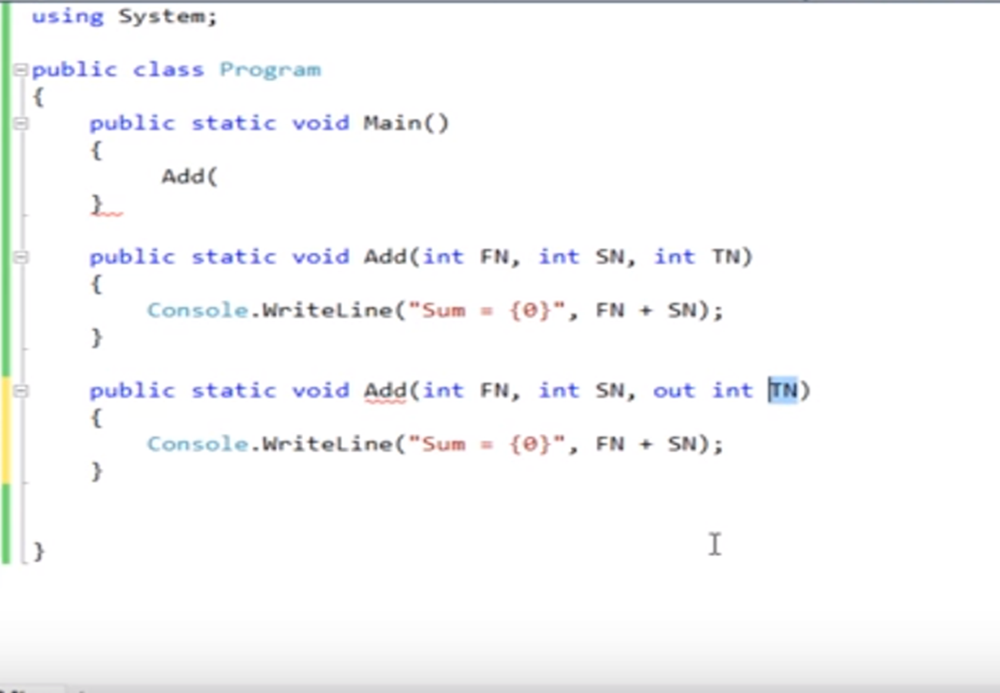 using System;
public class Program
{
public static void Main()
{
Add(
}
public static void Add(int FN, int SN, int TN)
{
Console.WriteLine("Sum = {0}", FN + SN);
}
public static void Add(int FN, int SN, out int TN)
{
Console.WriteLine("Sum = {0}", FN + SN);
}
}